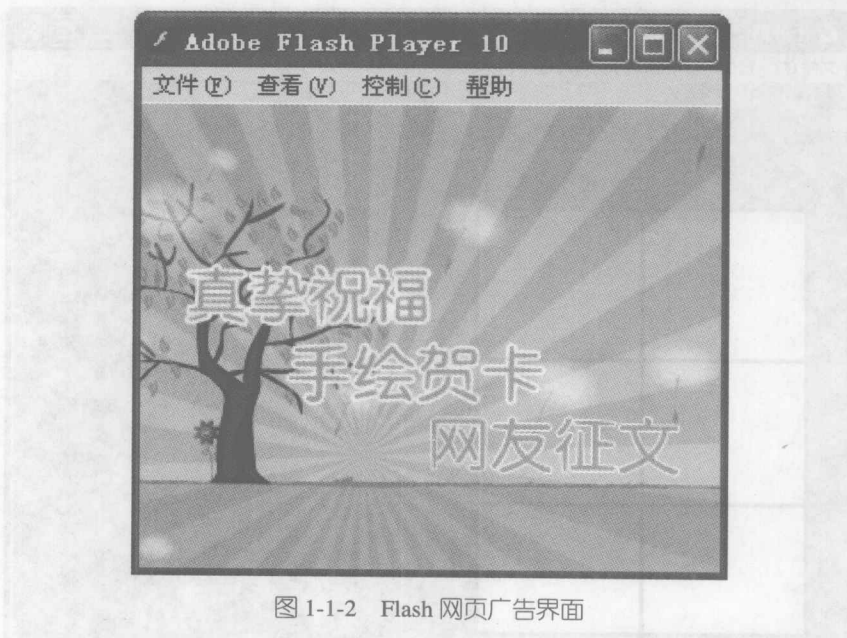 Adobe Flash Player 10
文件(F) 查看(V) 控制(C) 帮助
真挚祝福
手绘贺卡
网友征文
图 1-1-2 Flash 网页广告界面